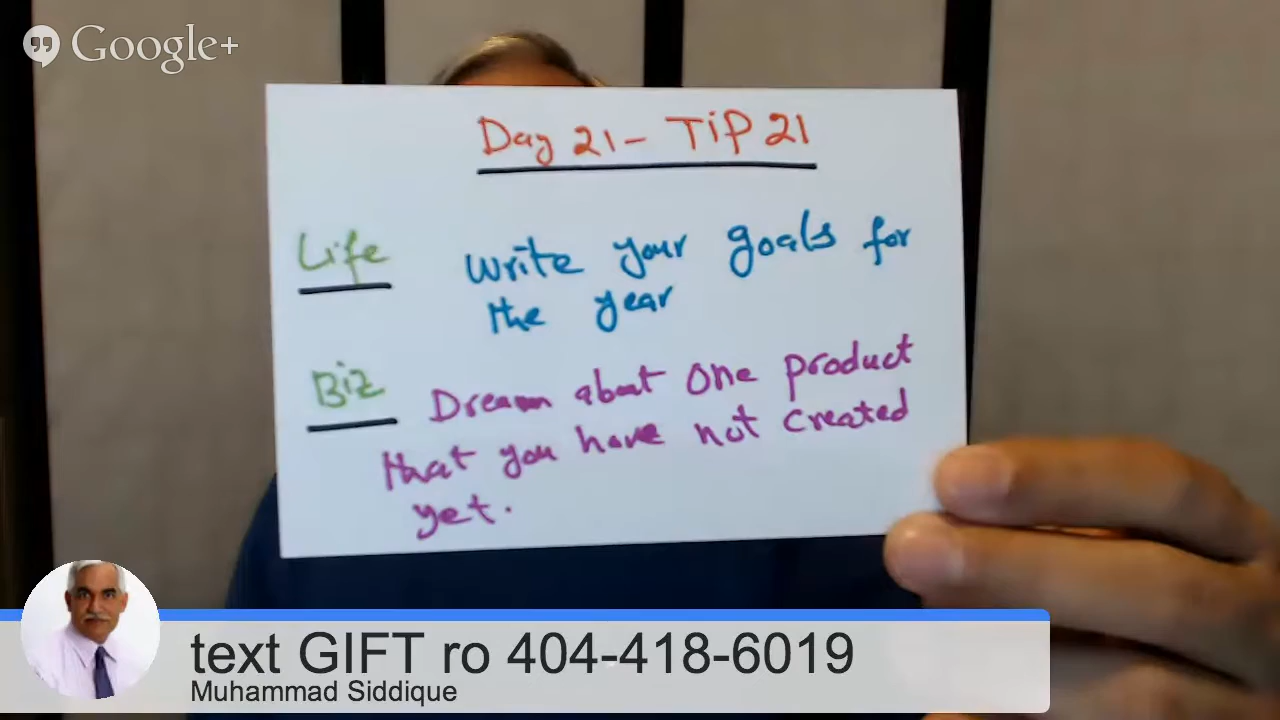 Google+
Day 21 - TiP 21
Life
Write your goals for
the year
Biz
Dream about one product
that you have not created
yet.
text GIFT ro 404-418-6019
Muhammad Siddique